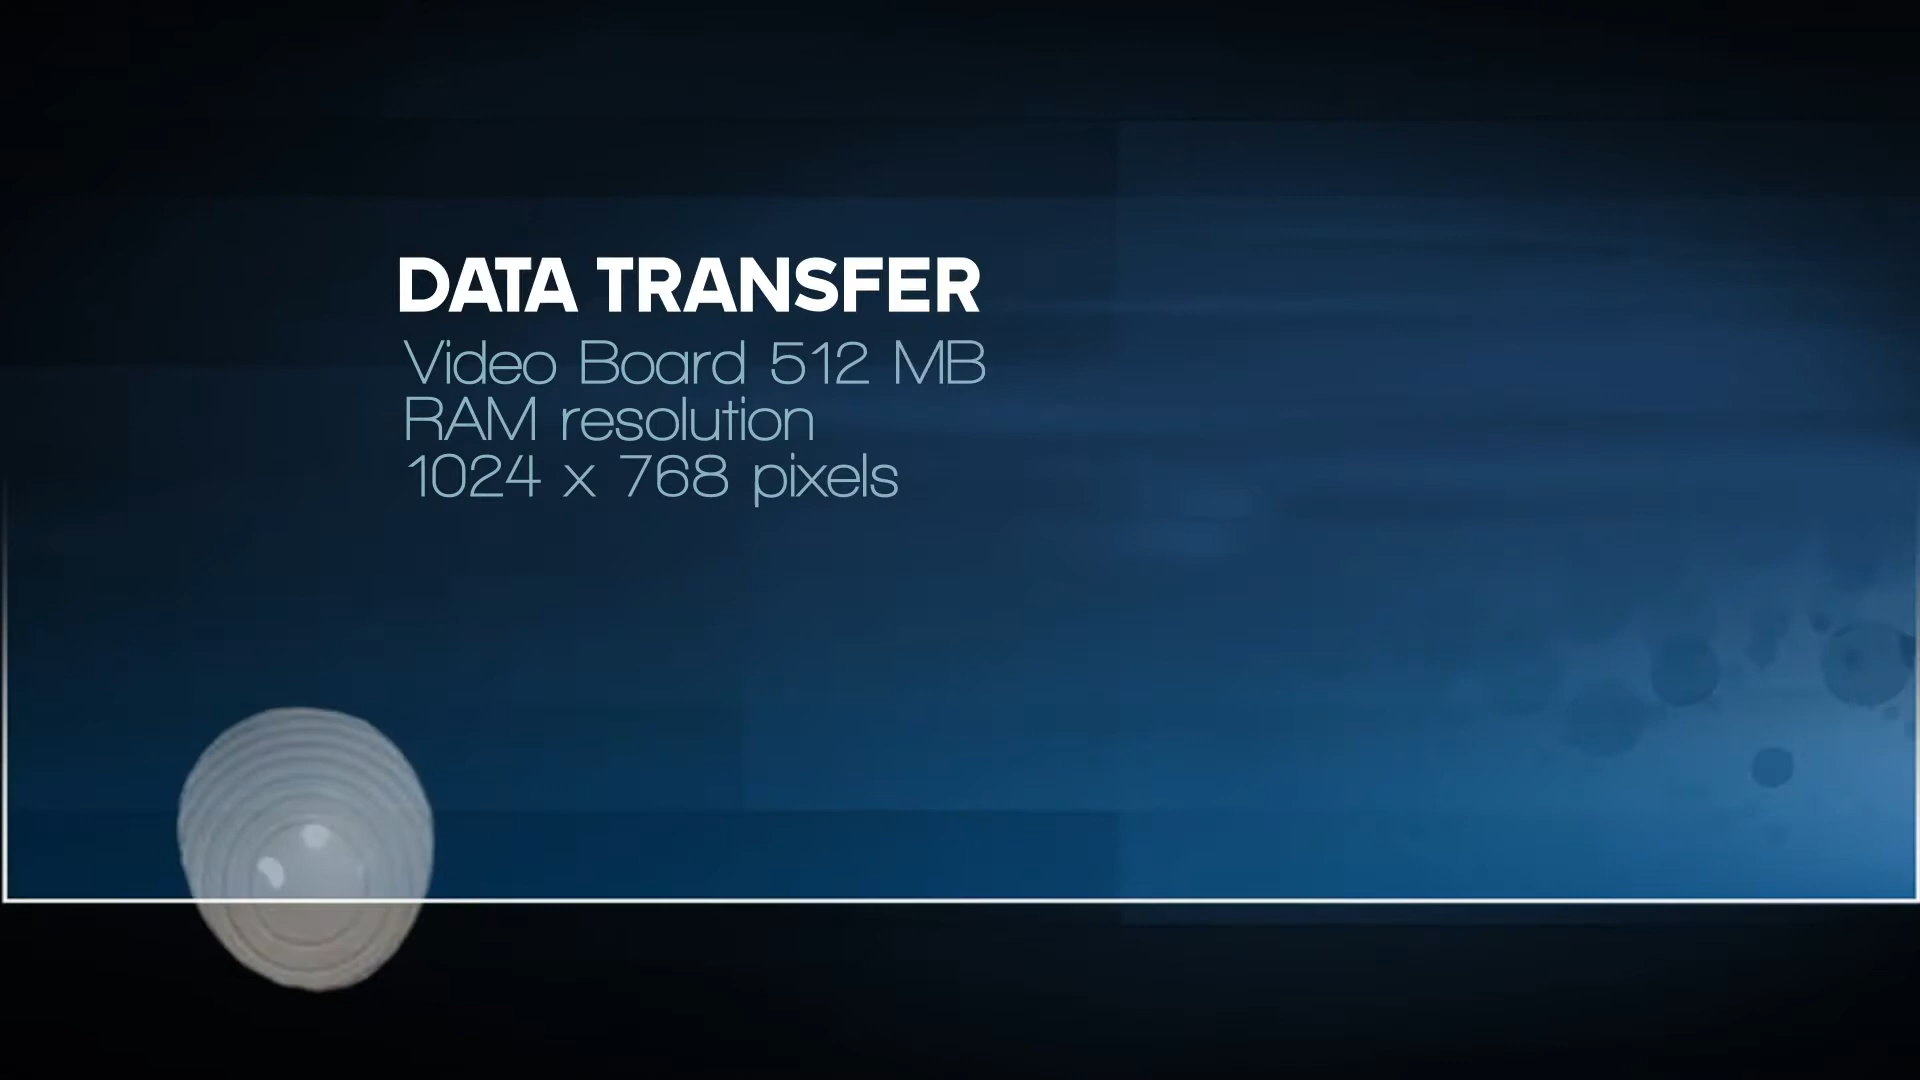 DATA TRANSFER
Video Board 512 MB
RAM resolution
1024 x 768 pixels